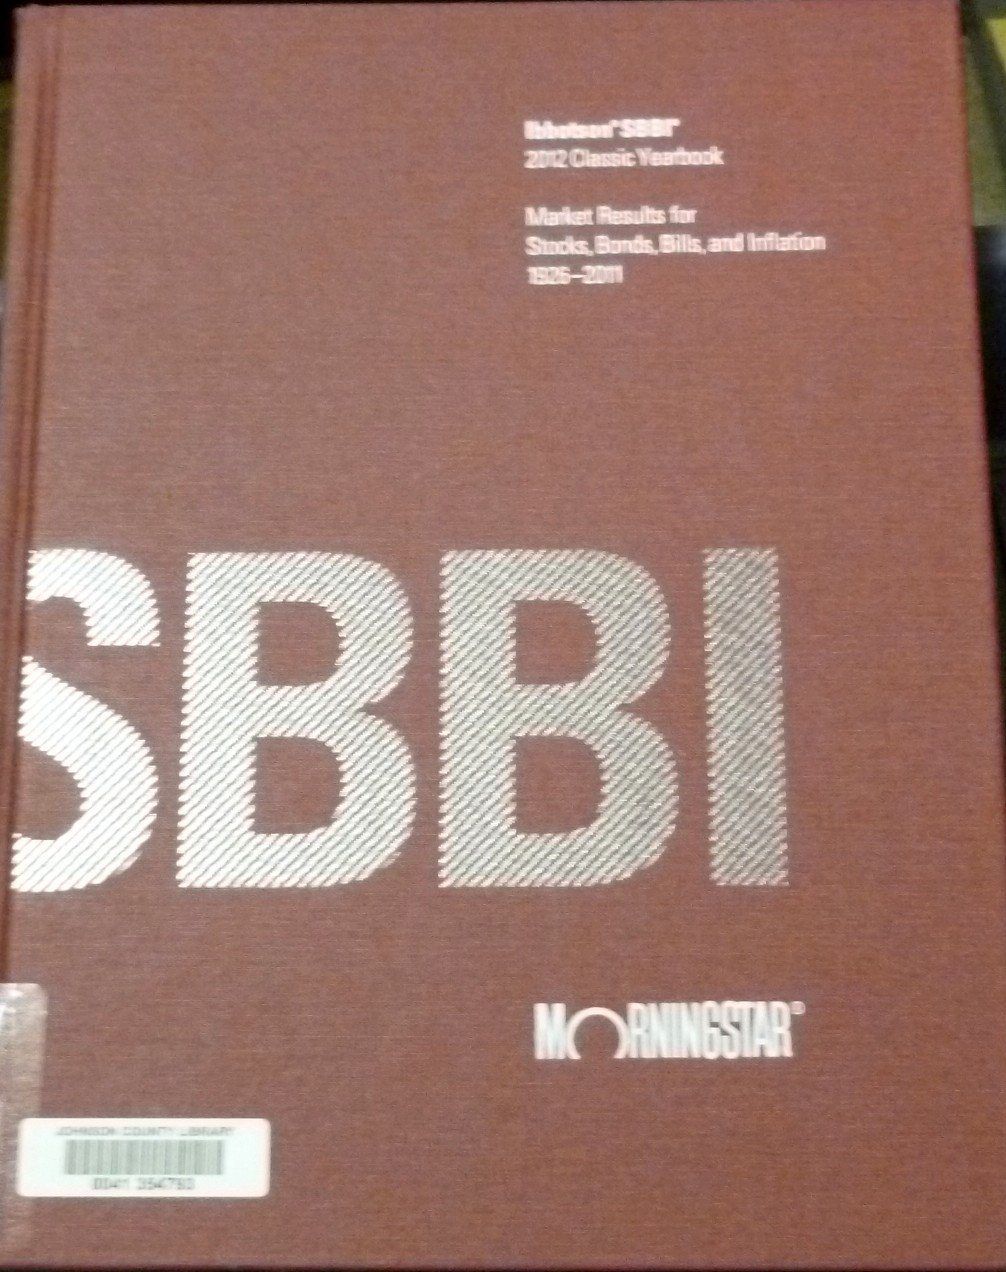 Ibbotson® SBBI®
2012 Classic Yearbook
Market Results for
Stocks, Bonds, Bills, and Inflation
1926–2011
SBBI
MORNINGSTAR®
JOHNSON COUNTY LIBRARY
0041 354793